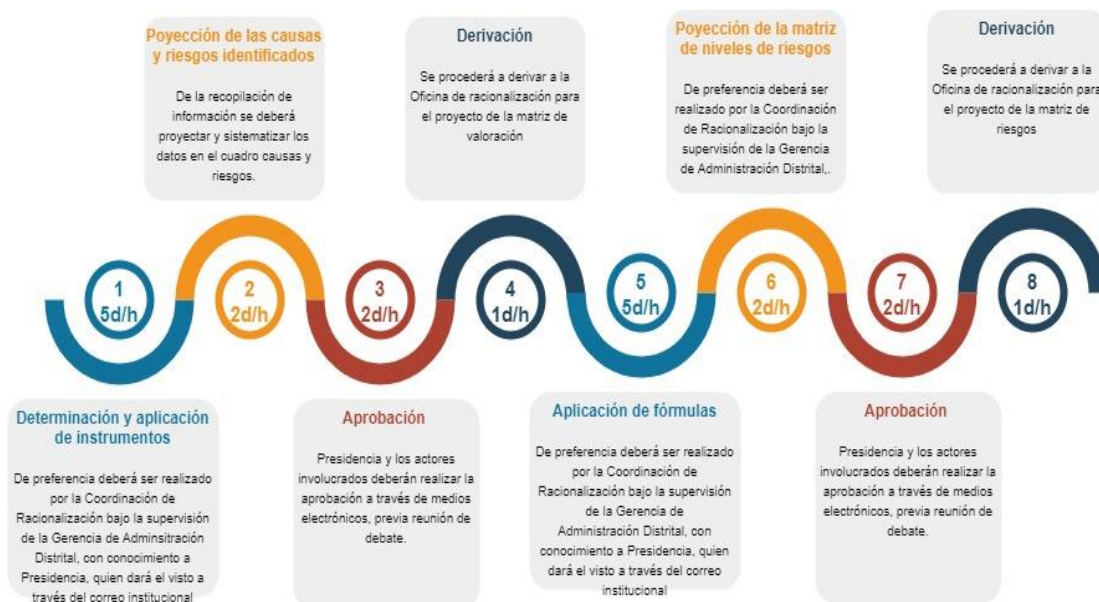 Poyección de las causas
y riesgos identificados
De la recopilación de
información se deberá
proyectar y sistematizar los
datos en el cuadro causas y
riesgos.
Derivación
Se procederá a derivar a la
Oficina de racionalización para
el proyecto de la matriz de
valoración
Poyección de la matriz
de niveles de riesgos
De preferencia deberá ser
realizado por la Coordinación
de Racionalización bajo la
supervisión de la Gerencia
de Administración Distrital,.
Derivación
Se procederá a derivar a la
Oficina de racionalización para
el proyecto de la matriz de
riesgos
1
5d/h
2
2d/h
3
2d/h
4
1d/h
5
5d/h
6
2d/h
7
2d/h
8
1d/h
Determinación y aplicación
de instrumentos
De preferencia deberá ser realizado
por la Coordinación de
Racionalización bajo la supervisión
de la Gerencia de Adminsitración
Distrital, con conocimiento a
Presidencia, quien dará el visto a
través del correo institucional
Aprobación
Presidencia y los actores
involucrados deberán realizar la
aprobación a través de medios
electrónicos, previa reunión de
debate.
Aplicación de fórmulas
De preferencia deberá ser realizado
por la Coordinación de
Racionalización bajo la supervisión
de la Gerencia de
Administración Distrital, con
conocimiento a Presidencia, quien
dará el visto a través del correo
institucional
Aprobación
Presidencia y los actores
involucrados deberán realizar la
aprobación a través de medios
electrónicos, previa reunión de
debate.